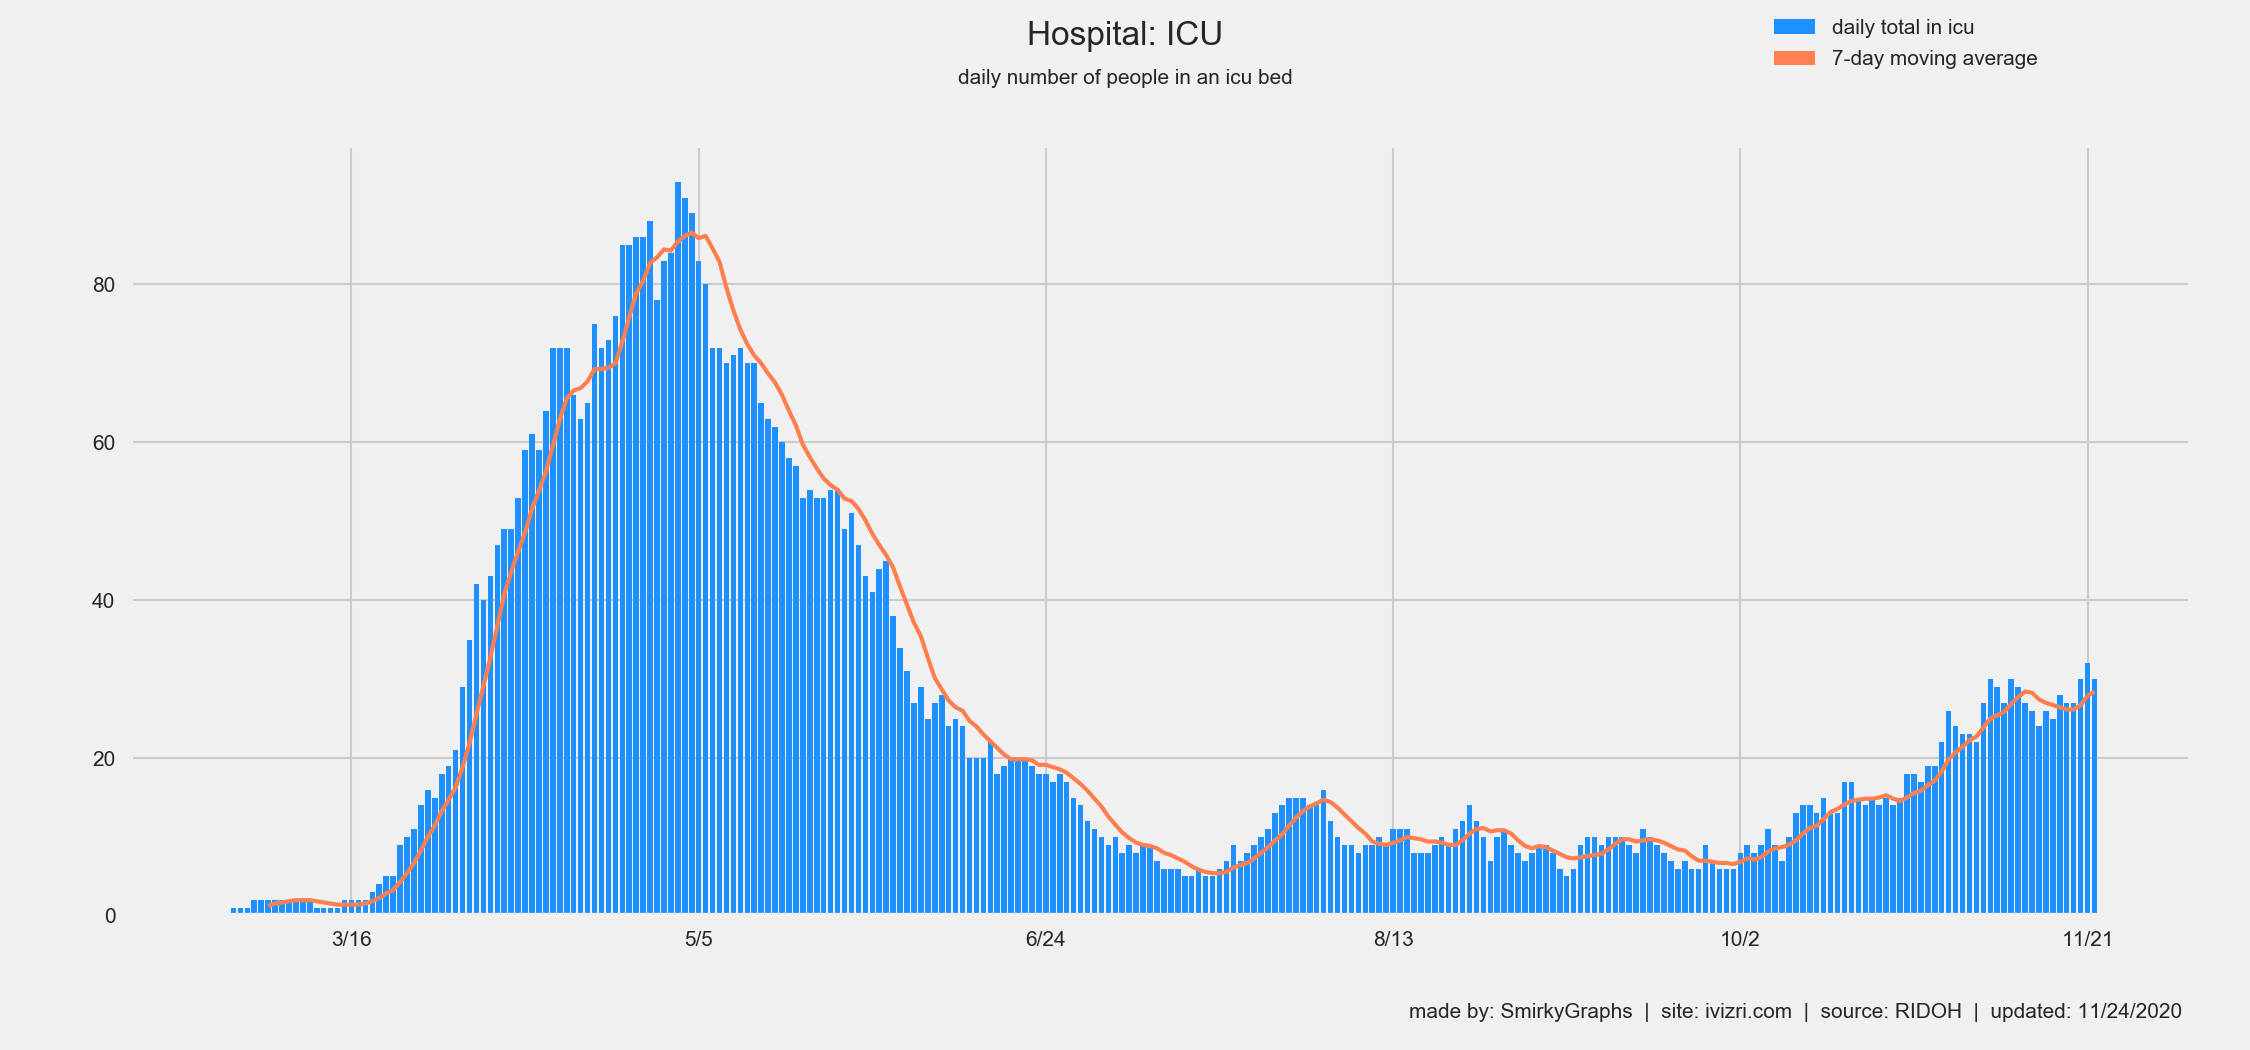 Hospital: ICU
daily number of people in an icu bed
daily total in icu
7-day moving average
80
60
40
20
0
3/16 5/5 6/24 8/13 10/2 11/21
made by: SmirkyGraphs | site: ivizri.com | source: RIDOH | updated: 11/24/2020